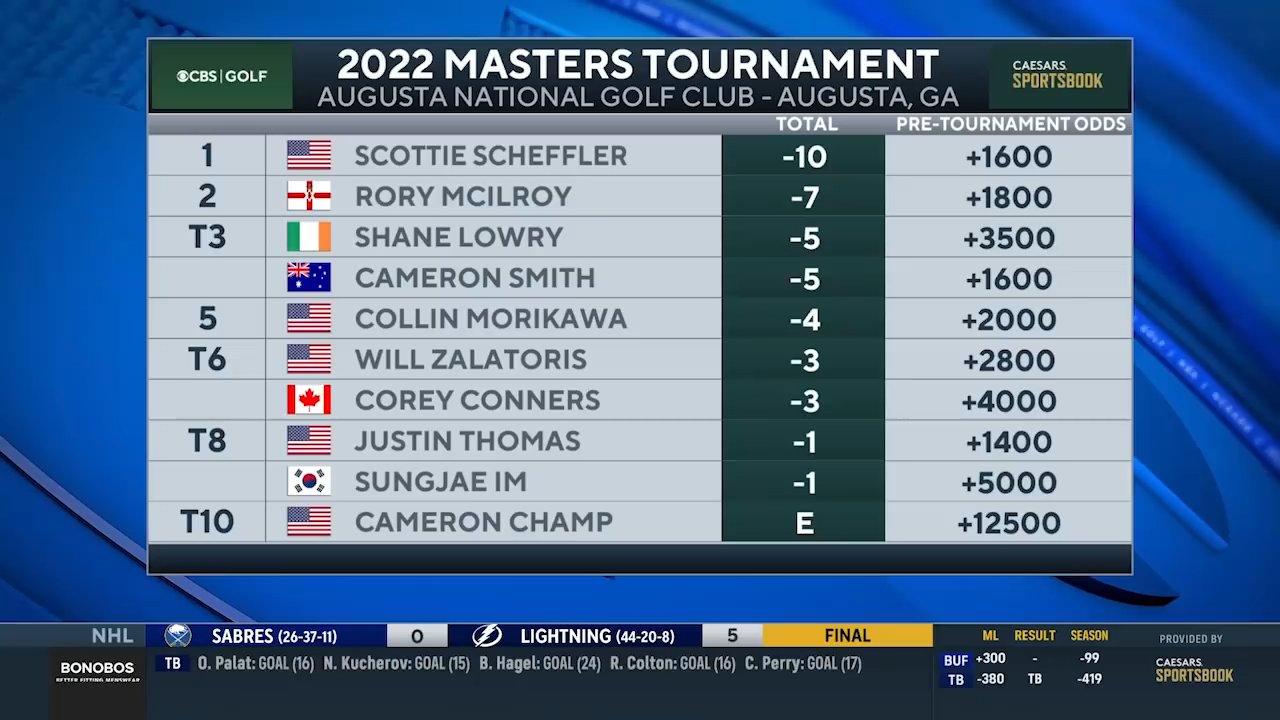 CBS | GOLF
2022 MASTERS TOURNAMENT
AUGUSTA NATIONAL GOLF CLUB - AUGUSTA, GA
CAESARS
SPORTSBOOK
TOTAL PRE-TOURNAMENT ODDS
1 SCOTTIE SCHEFFLER -10 +1600
2 RORY MCILROY -7 +1800
T3 SHANE LOWRY -5 +3500
CAMERON SMITH -5 +1600
5 COLLIN MORIKAWA -4 +2000
T6 WILL ZALATORIS -3 +2800
COREY CONNERS -3 +4000
T8 JUSTIN THOMAS -1 +1400
SUNGJAE IM -1 +5000
T10 CAMERON CHAMP E +12500
NHL SABRES (26-37-11) 0 LIGHTNING (44-20-8) 5 FINAL
BONOBOS
BETTER FITTING MENSWEAR
TB O. Palat: GOAL (16) N. Kucherov: GOAL (15) B. Hagel: GOAL (24) R. Colton: GOAL (16) C. Perry: GOAL (17)
ML RESULT SEASON
BUF +300 - -99
TB -380 TB -419
PROVIDED BY
CAESARS
SPORTSBOOK